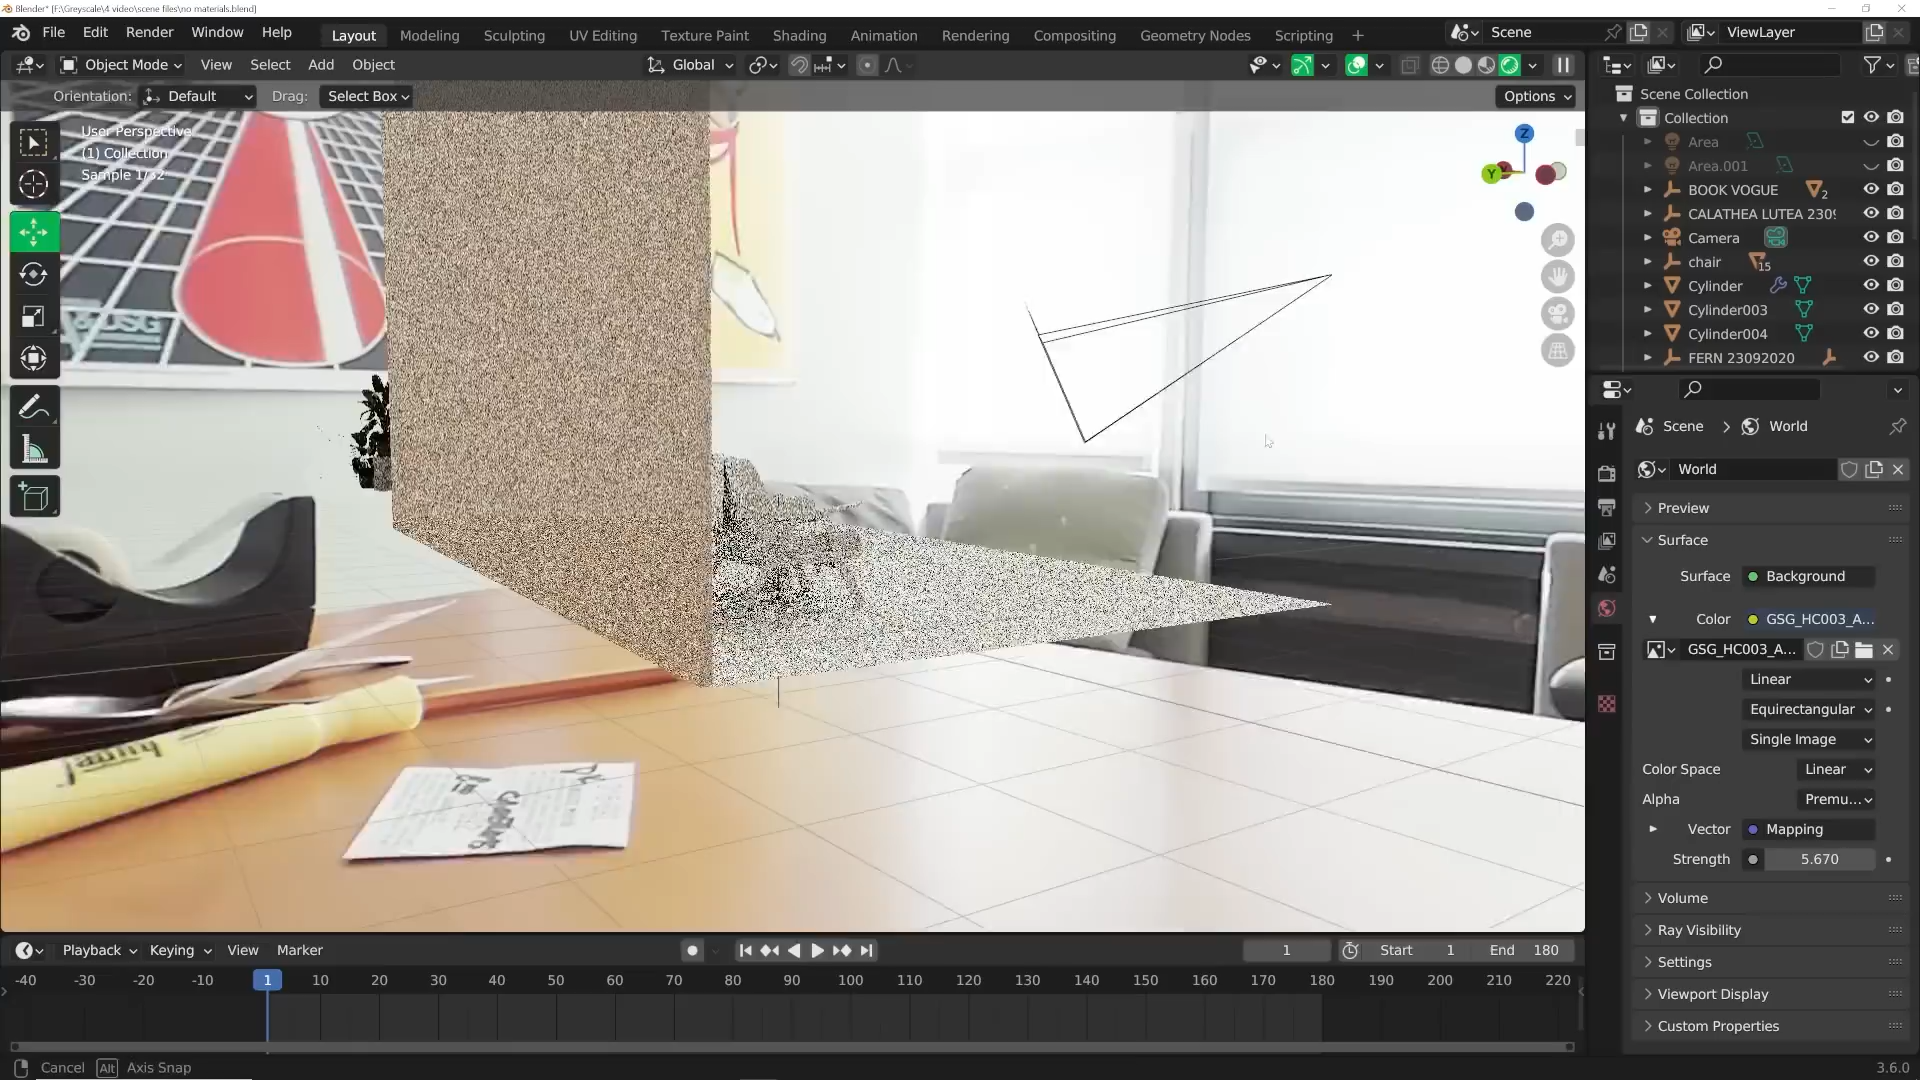 Blender* [F:\Greyscale\4 video\scene files\no materials.blend]
File Edit Render Window Help Layout Modeling Sculpting UV Editing Texture Paint Shading Animation Rendering Compositing Geometry Nodes Scripting + Scene ViewLayer
Object Mode View Select Add Object Global
Orientation: Default Drag: Select Box Options
User Perspective
(1) Collection
Sample 1/32
Z
Y
Scene Collection
Collection
Area
Area.001
BOOK VOGUE 2
CALATHEA LUTEA 2309
Camera
chair 15
Cylinder
Cylinder003
Cylinder004
FERN 23092020
Scene > World
World
Preview
Surface
Surface Background
Color GSG_HC003_A...
GSG_HC003_A...
Linear
Equirectangular
Single Image
Color Space Linear
Alpha Premu...
Vector Mapping
Strength 5.670
Volume
Ray Visibility
Settings
Viewport Display
Custom Properties
Playback Keying View Marker 1 Start 1 End 180
-40 -30 -20 -10 1 10 20 30 40 50 60 70 80 90 100 110 120 130 140 150 160 170 180 190 200 210 220
Cancel Alt Axis Snap 3.6.0